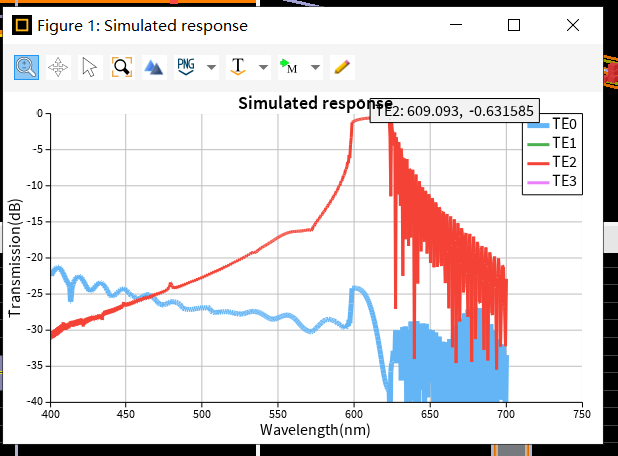 Figure 1: Simulated response
PNG
T
M
Simulated response
TE2: 609.093, -0.631585
TE0
TE1
TE2
TE3
Transmission(dB)
0
-5
-10
-15
-20
-25
-30
-35
-40
400
450
500
550
600
650
700
750
Wavelength(nm)